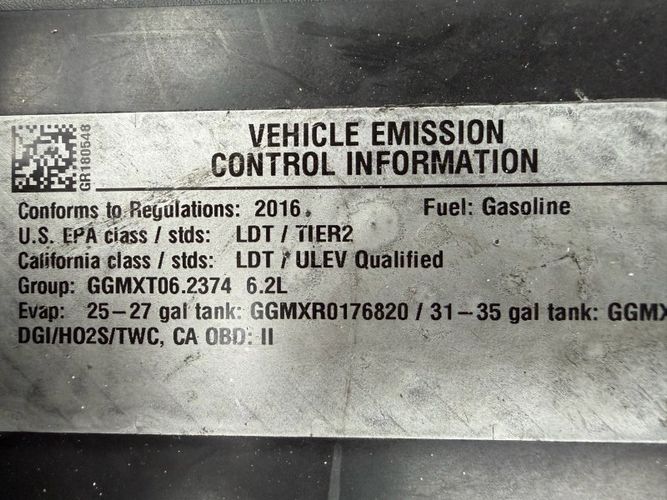 GR180548
VEHICLE EMISSION
CONTROL INFORMATION
Conforms to Regulations: 2016 Fuel: Gasoline
U.S. EPA class / stds: LDT / TIER2
California class / stds: LDT / ULEV Qualified
Group: GGMXT06.2374 6.2L
Evap: 25–27 gal tank: GGMXR0176820 / 31–35 gal tank: GGMX
DGI/HO2S/TWC, CA OBD: II